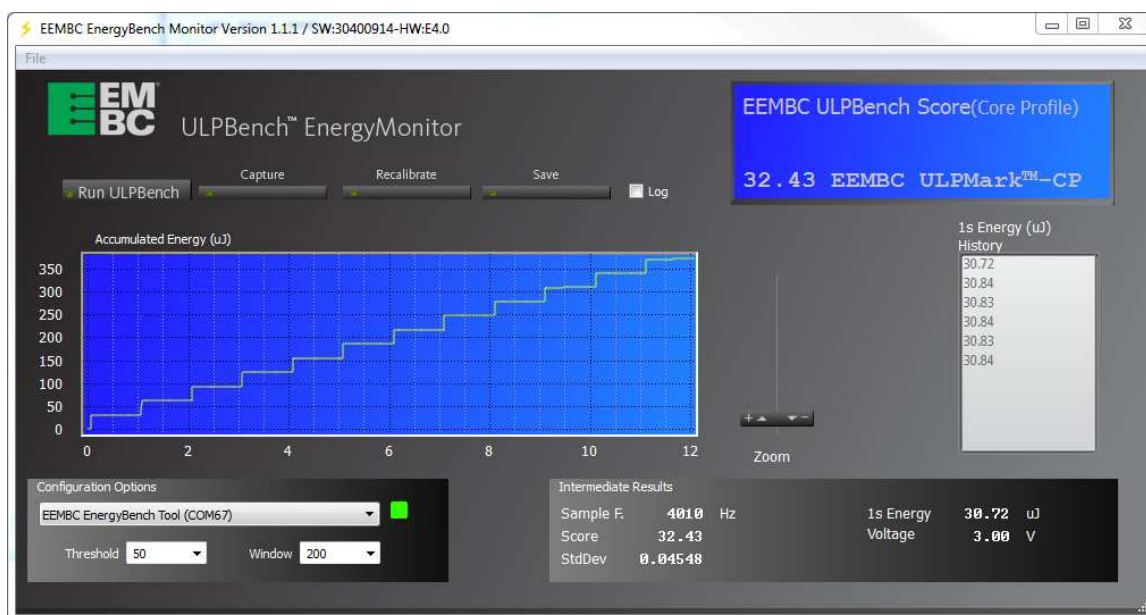 EEMBC EnergyBench Monitor Version 1.1.1 / SW:30400914-HW:E4.0
File
EM
BC
ULPBench™ EnergyMonitor
EEMBC ULPBench Score(Core Profile)
32.43 EEMBC ULPMark™-CP
Run ULPBench
Capture
Recalibrate
Save
Log
Accumulated Energy (uJ)
350
300
250
200
150
100
50
0
0 2 4 6 8 10 12
Zoom
1s Energy (uJ)
History
30.72
30.84
30.83
30.84
30.83
30.84
Configuration Options
EEMBC EnergyBench Tool (COM67)
Threshold 50 Window 200
Intermediate Results
Sample F. 4010 Hz 1s Energy 30.72 uJ
Score 32.43 Voltage 3.00 V
StdDev 0.04548